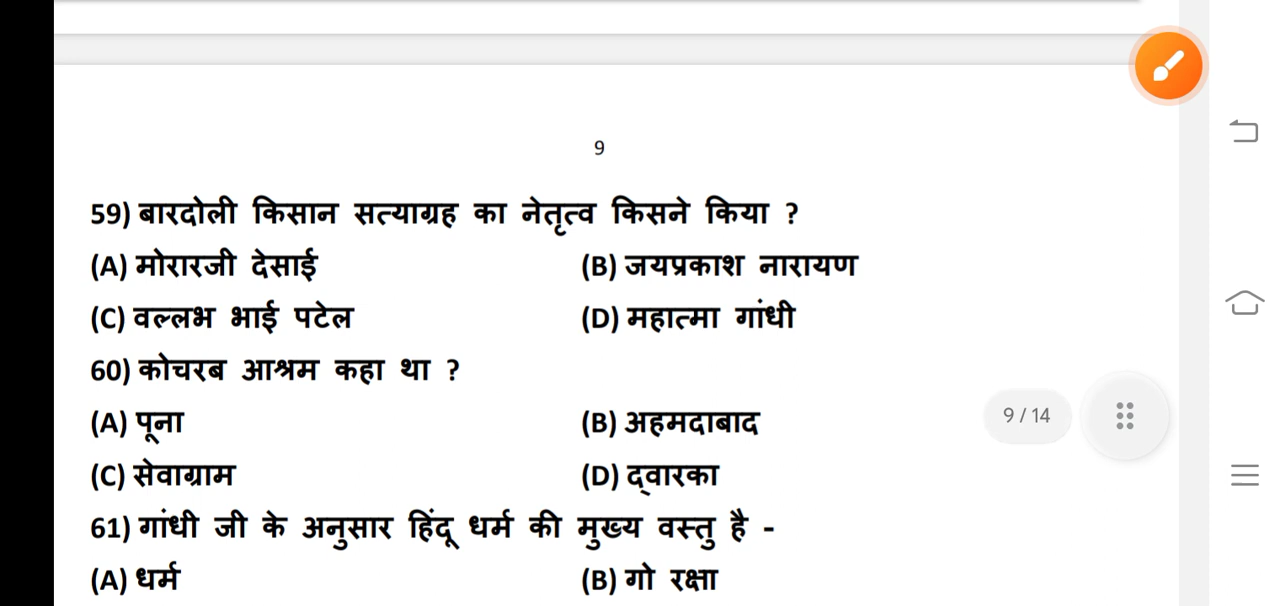 9
59) बारदोली किसान सत्याग्रह का नेतृत्व किसने किया ?
(A) मोरारजी देसाई (B) जयप्रकाश नारायण
(C) वल्लभ भाई पटेल (D) महात्मा गांधी
60) कोचरब आश्रम कहा था ?
(A) पूना (B) अहमदाबाद
9 / 14
(C) सेवाग्राम (D) द्वारका
61) गांधी जी के अनुसार हिंदू धर्म की मुख्य वस्तु है -
(A) धर्म (B) गो रक्षा